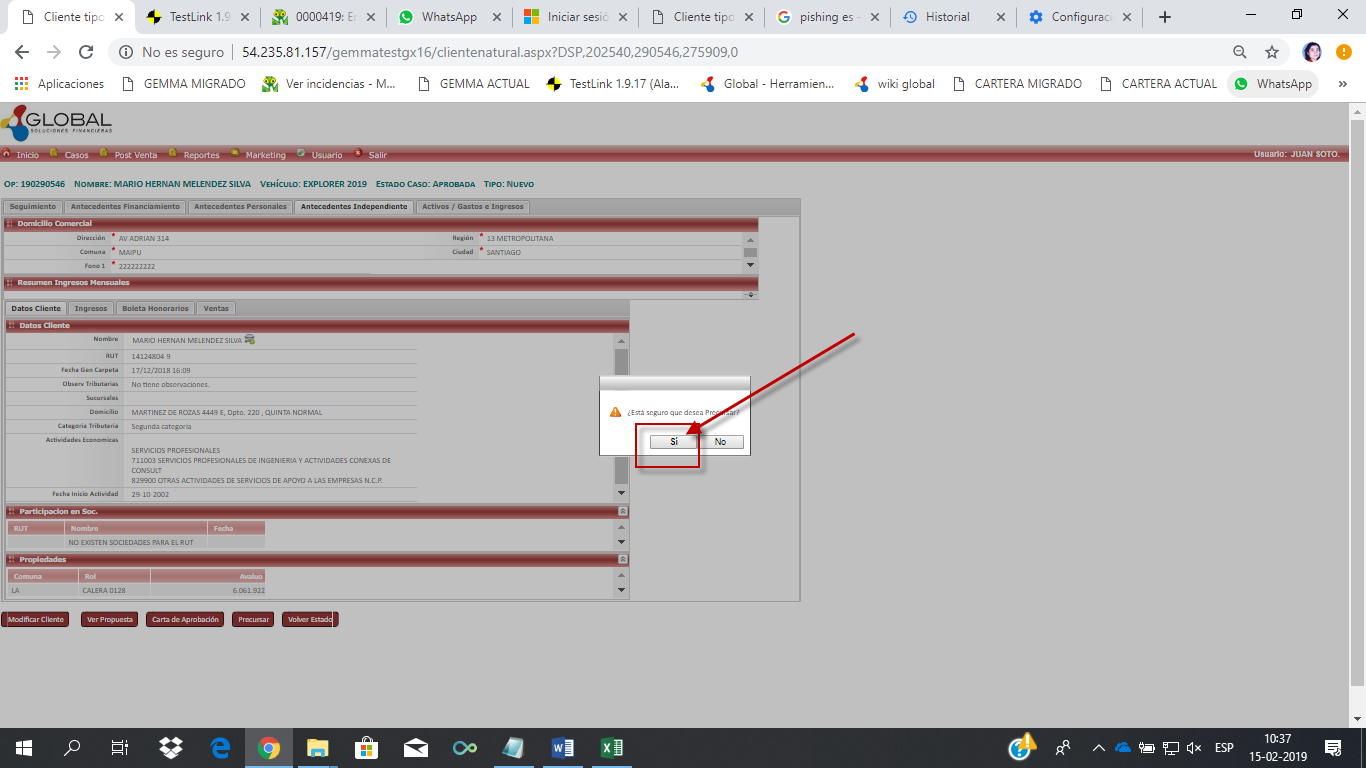 Cliente tipo
TestLink 1.9
0000419: Er
WhatsApp
Iniciar sesió
Cliente tipo
pishing es -
Historial
Configuraci
No es seguro | 54.235.81.157/gemmatestgx16/clientenatural.aspx?DSP,202540,290546,275909,0
Aplicaciones
GEMMA MIGRADO
Ver incidencias - M...
GEMMA ACTUAL
TestLink 1.9.17 (Ala...
Global - Herramien...
wiki global
CARTERA MIGRADO
CARTERA ACTUAL
WhatsApp
»
GLOBAL
SOLUCIONES FINANCIERAS
Inicio Casos Post Venta Reportes Marketing Usuario Salir
Usuario: JUAN SOTO.
OP: 190290546 NOMBRE: MARIO HERNAN MELENDEZ SILVA VEHÍCULO: EXPLORER 2019 ESTADO CASO: APROBADA TIPO: NUEVO
Seguimiento Antecedentes Financiamiento Antecedentes Personales Antecedentes Independiente Activos / Gastos e Ingresos
Domicilio Comercial
Dirección * AV ADRIAN 314 Región * 13 METROPOLITANA
Comuna * MAIPU Ciudad * SANTIAGO
Fono 1 * 222222222
Resumen Ingresos Mensuales
Datos Cliente Ingresos Boleta Honorarios Ventas
Datos Cliente
Nombre MARIO HERNAN MELENDEZ SILVA
RUT 14124804-9
Fecha Gen Carpeta 17/12/2018 16:09
Observ Tributarias No tiene observaciones.
Sucursales
Domicilio MARTINEZ DE ROZAS 4449 E, Dpto. 220 , QUINTA NORMAL
Categoria Tributeria Segunda categoria
Actividades Economicas
SERVICIOS PROFESIONALES
711003 SERVICIOS PROFESIONALES DE INGENIERIA Y ACTIVIDADES CONEXAS DE
CONSULT
829900 OTRAS ACTIVIDADES DE SERVICIOS DE APOYO A LAS EMPRESAS N.C.P.
Fecha Inicio Actividad 29-10-2002
¿Está seguro que desea Precursar?
Sí No
Participacion en Soc.
RUT Nombre Fecha
NO EXISTEN SOCIEDADES PARA EL RUT
Propiedades
Comuna Rol Avaluo
LA CALERA 0128 6.061.922
Modificar Cliente Ver Propuesta Carta de Aprobación Precursar Volver Estado
ESP
10:37
15-02-2019